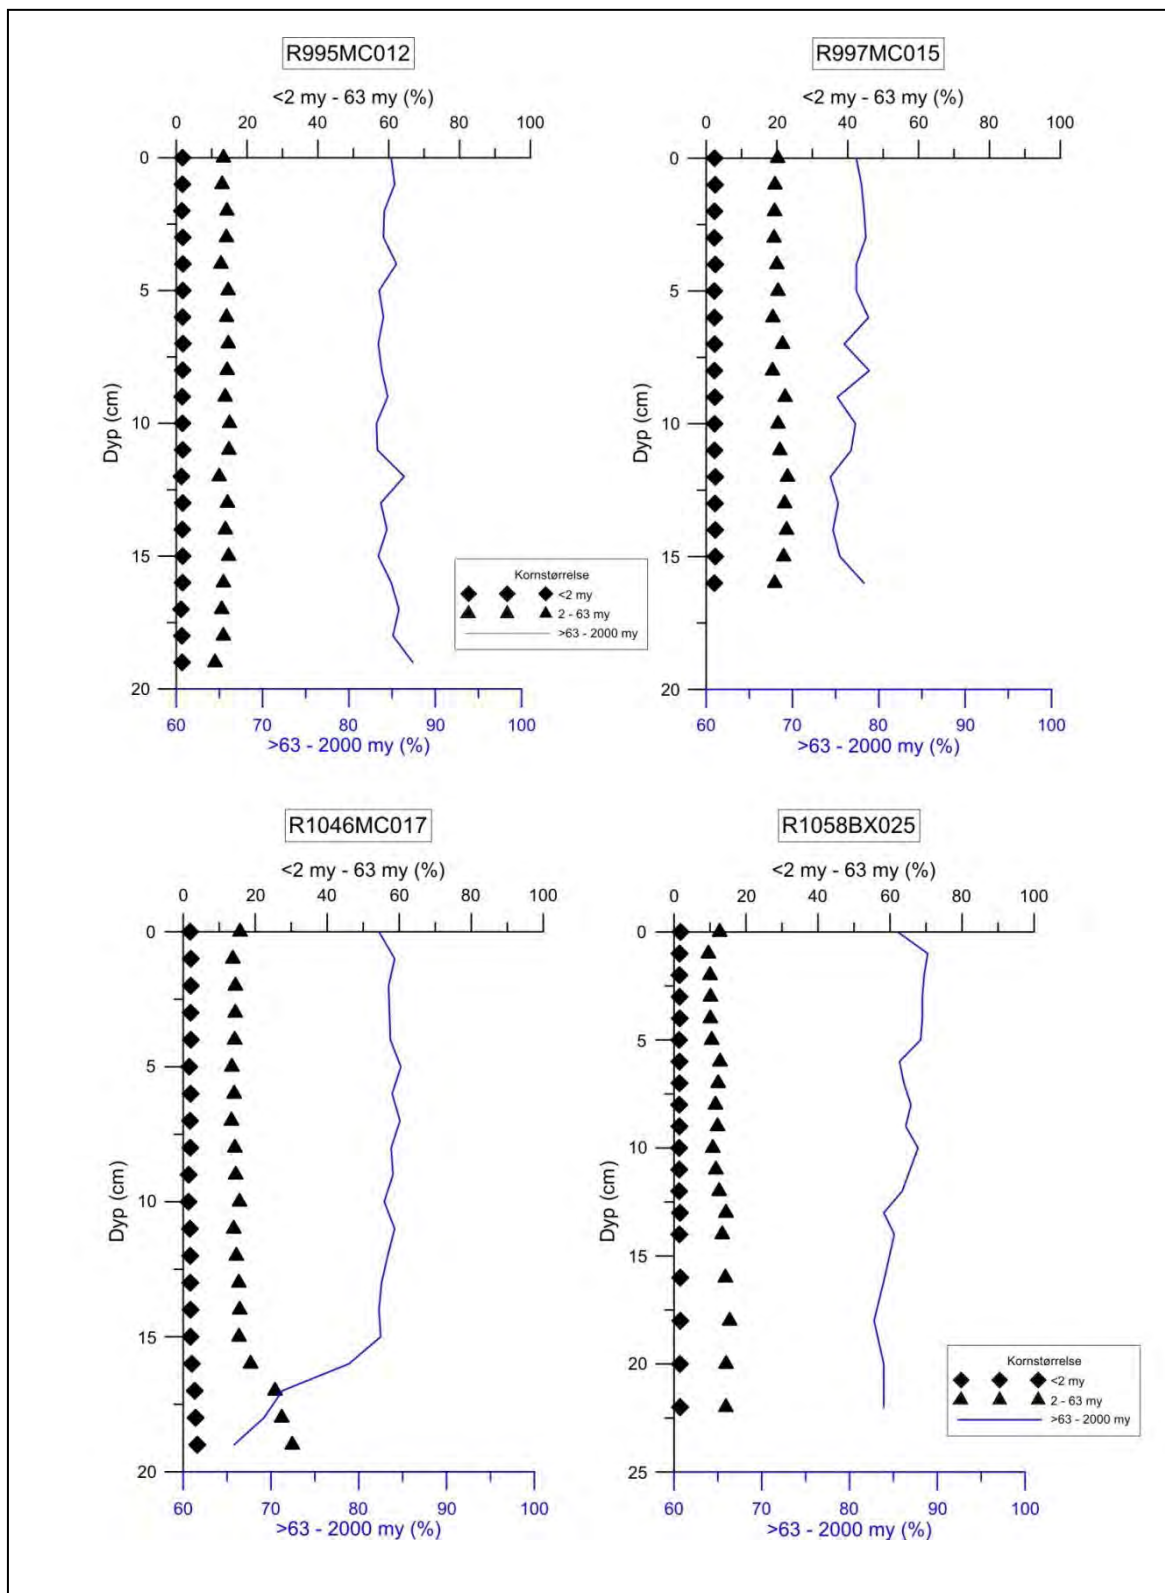 R995MC012
<2 my - 63 my (%)
0 20 40 60 80 100
Dyp (cm)
0
5
10
15
20
60 70 80 90 100
>63 - 2000 my (%)
Kornstørrelse
<2 my
2 - 63 my
>63 - 2000 my
R997MC015
<2 my - 63 my (%)
0 20 40 60 80 100
Dyp (cm)
0
5
10
15
20
60 70 80 90 100
>63 - 2000 my (%)
R1046MC017
<2 my - 63 my (%)
0 20 40 60 80 100
Dyp (cm)
0
5
10
15
20
60 70 80 90 100
>63 - 2000 my (%)
R1058BX025
<2 my - 63 my (%)
0 20 40 60 80 100
Dyp (cm)
0
5
10
15
20
25
60 70 80 90 100
>63 - 2000 my (%)
Kornstørrelse
<2 my
2 - 63 my
>63 - 2000 my